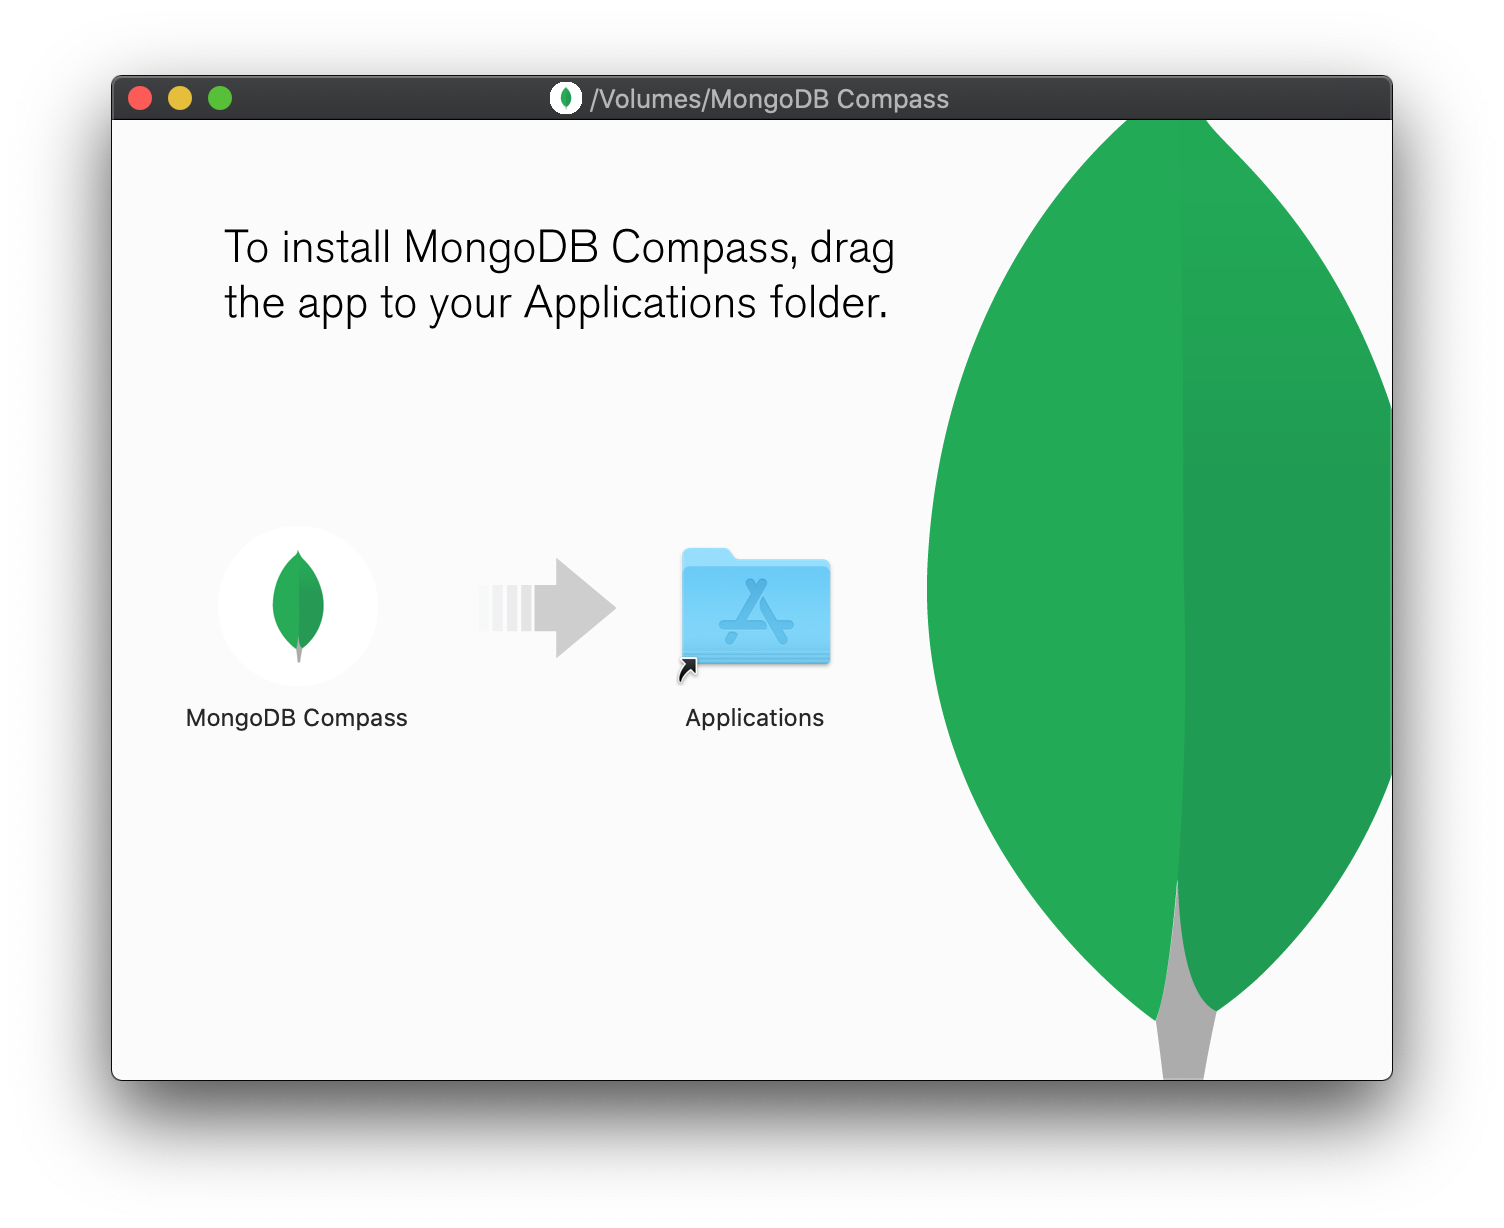 /Volumes/MongoDB Compass
To install MongoDB Compass, drag
the app to your Applications folder.
MongoDB Compass
Applications